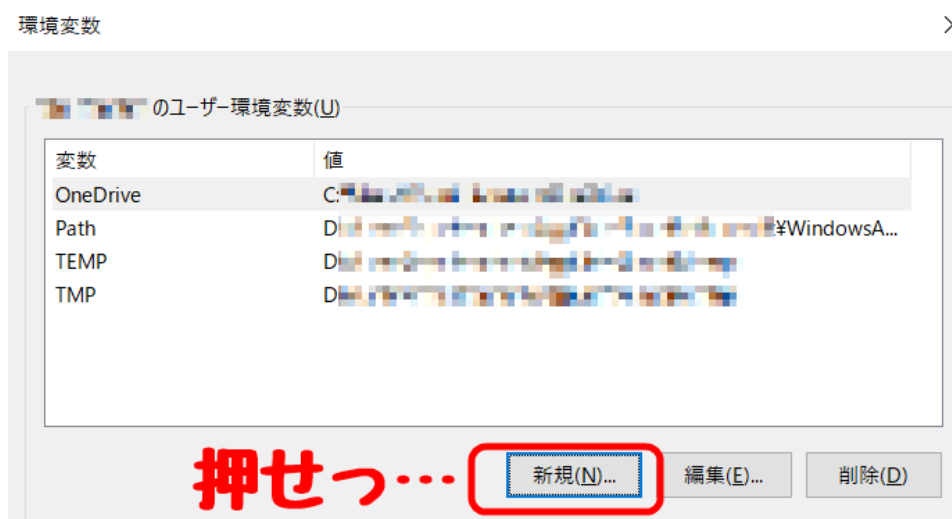 環境変数
のユーザー環境変数(U)
変数 値
OneDrive C:
Path D ¥WindowsA...
TEMP D
TMP D
押せっ… 新規(N)... 編集(E)... 削除(D)